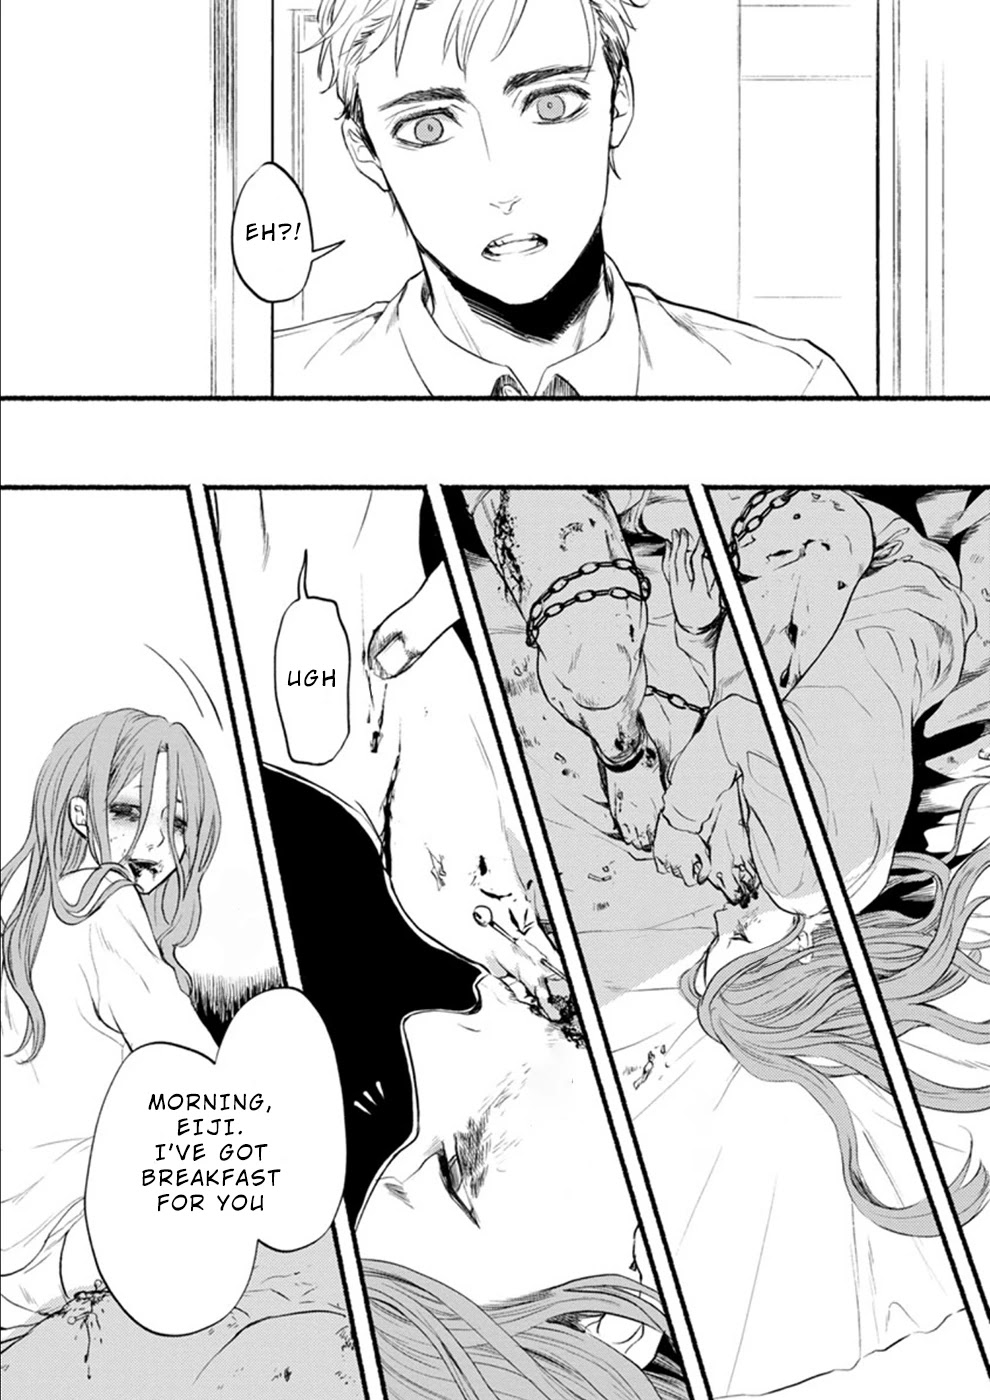 EH?!
UGH
MORNING,
EIJI.
I'VE GOT
BREAKFAST
FOR YOU